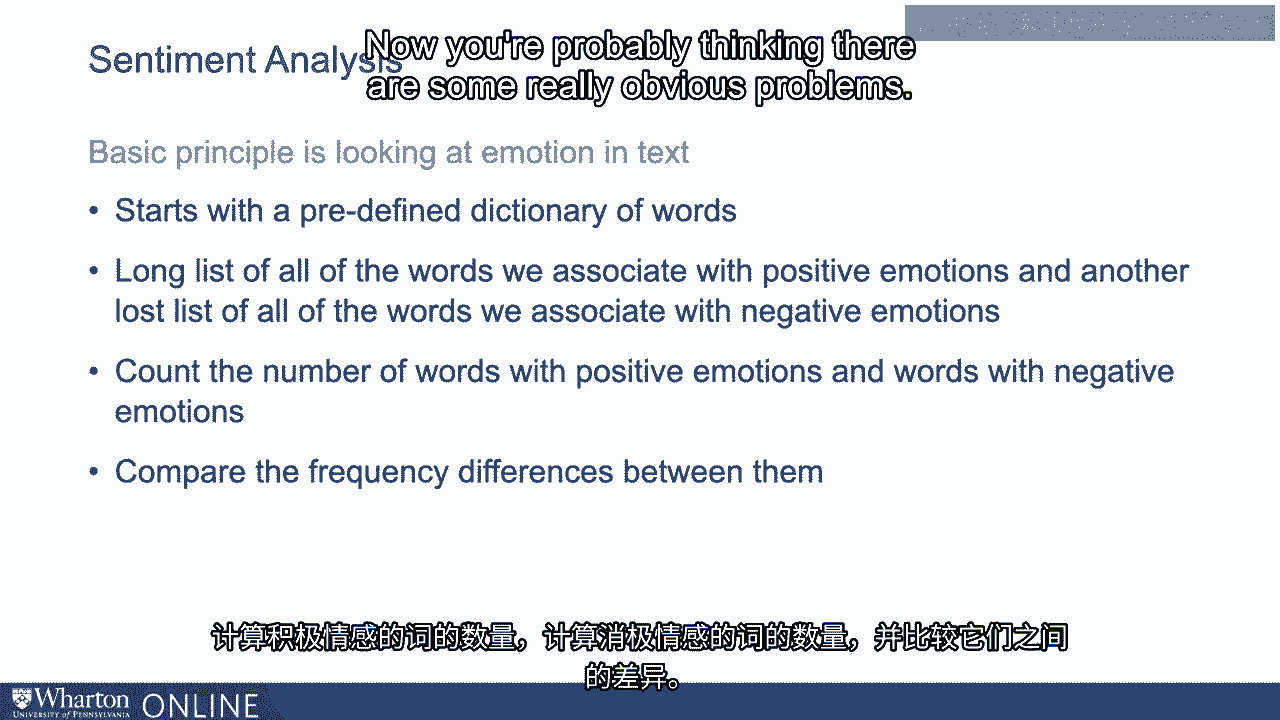 Now you're probably thinking there
are some really obvious problems.
Sentiment Analysis
Basic principle is looking at emotion in text
• Starts with a pre-defined dictionary of words
• Long list of all of the words we associate with positive emotions and another
lost list of all of the words we associate with negative emotions
• Count the number of words with positive emotions and words with negative
emotions
• Compare the frequency differences between them
计算积极情感的词的数量，计算消极情感的词的数量，并比较它们之间
的差异。
Wharton ONLINE
UNIVERSITY of PENNSYLVANIA